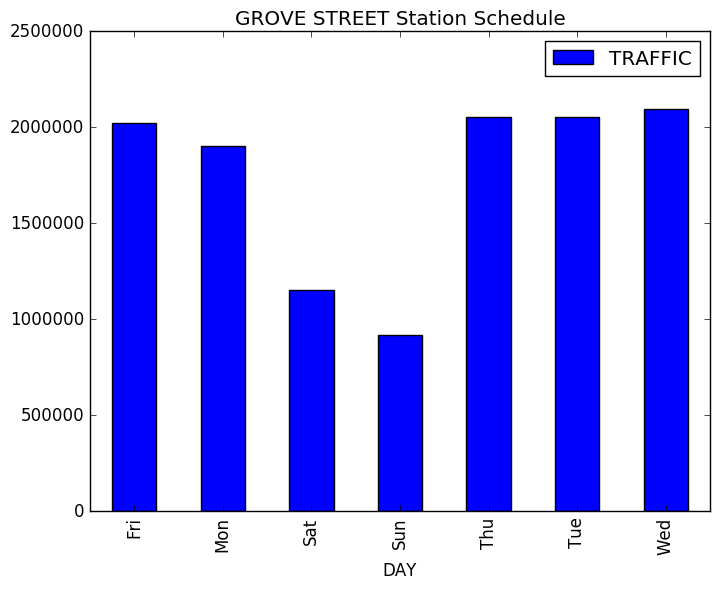 GROVE STREET Station Schedule
2500000
2000000
1500000
1000000
500000
0
TRAFFIC
Fri
Mon
Sat
Sun
Thu
Tue
Wed
DAY